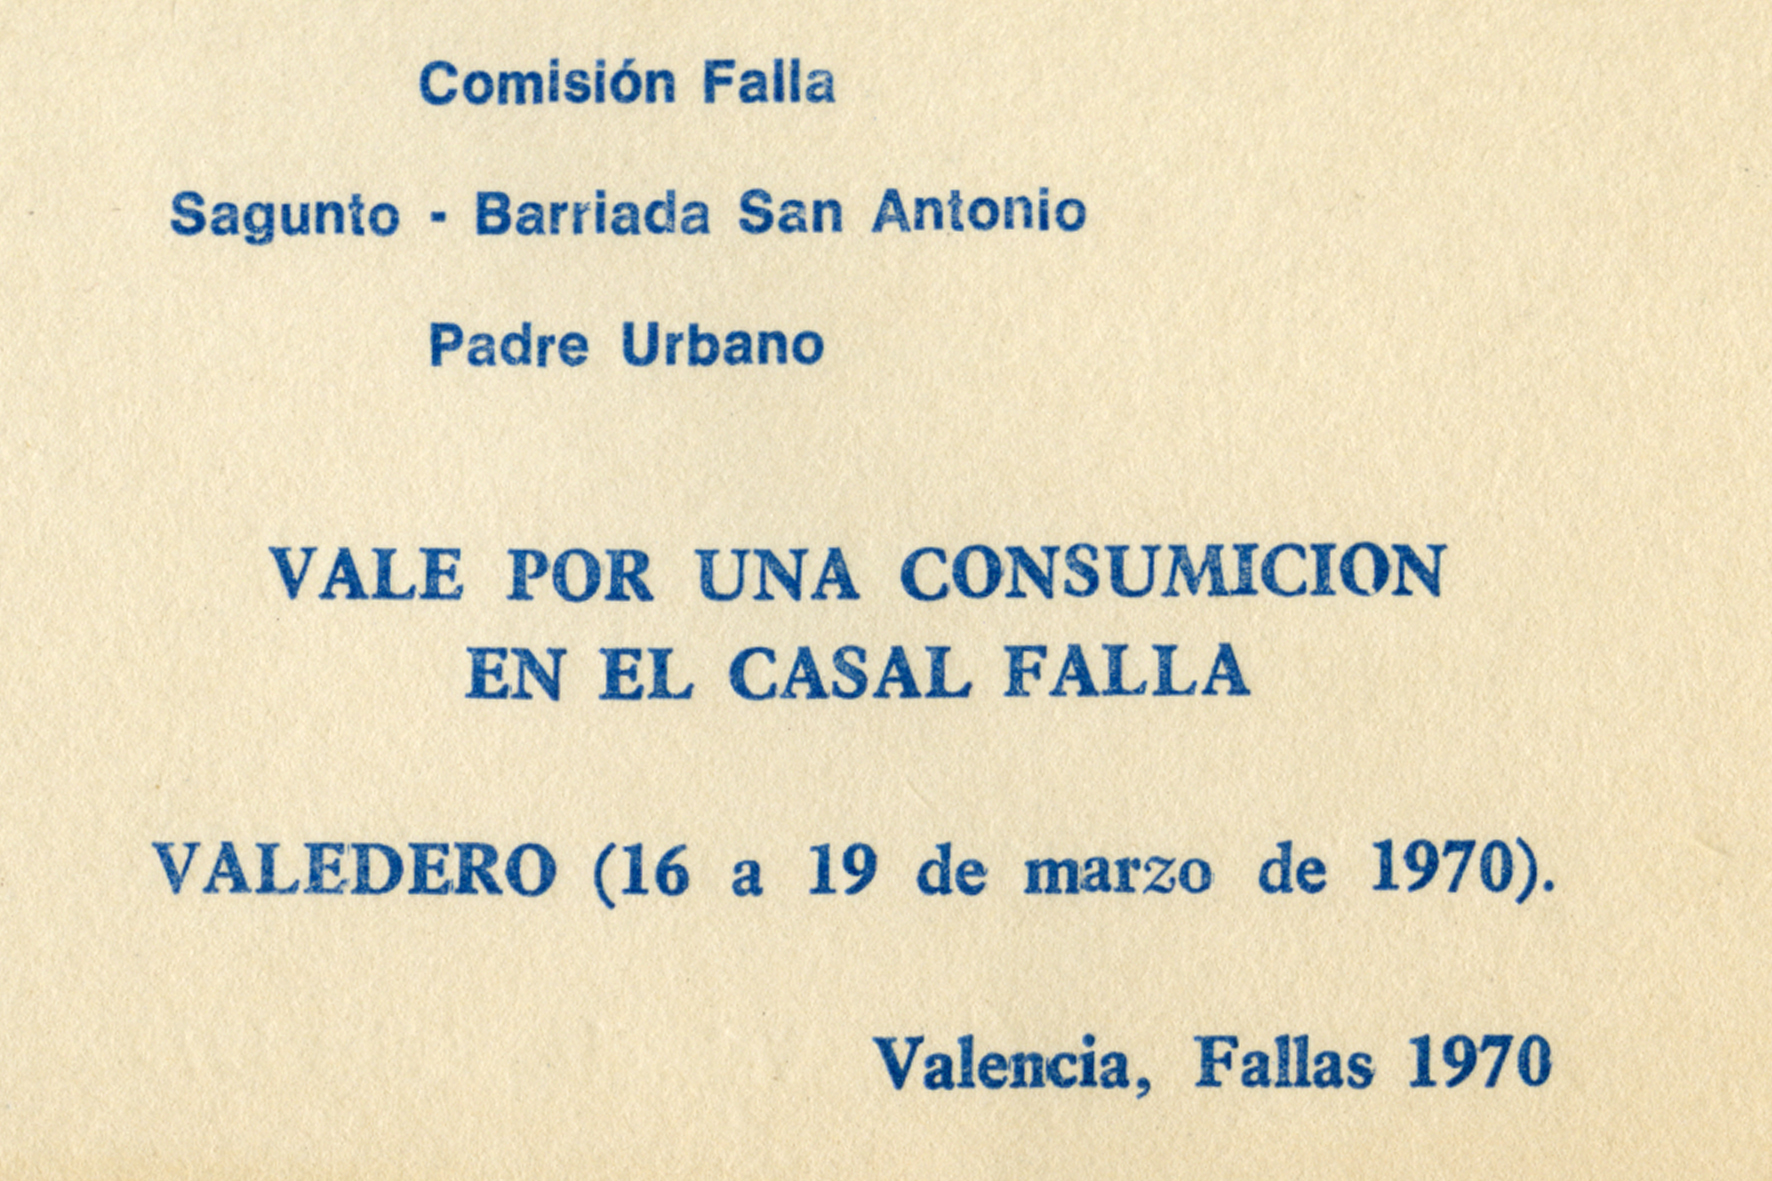 Comisión Falla
Sagunto - Barriada San Antonio
Padre Urbano
VALE POR UNA CONSUMICION
EN EL CASAL FALLA
VALEDERO (16 a 19 de marzo de 1970).
Valencia, Fallas 1970